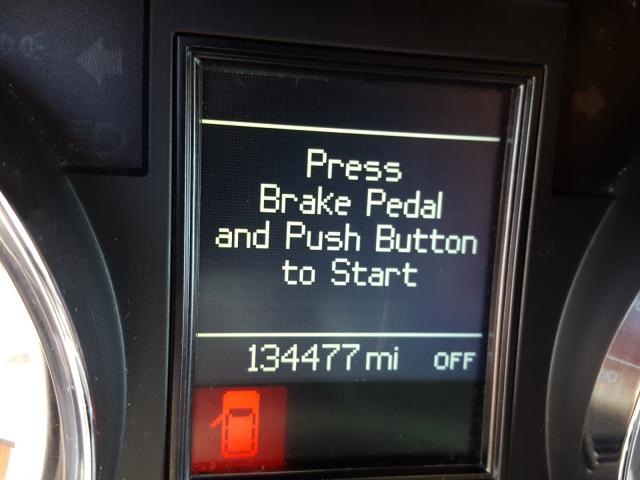 Press
Brake Pedal
and Push Button
to Start
134477 mi OFF